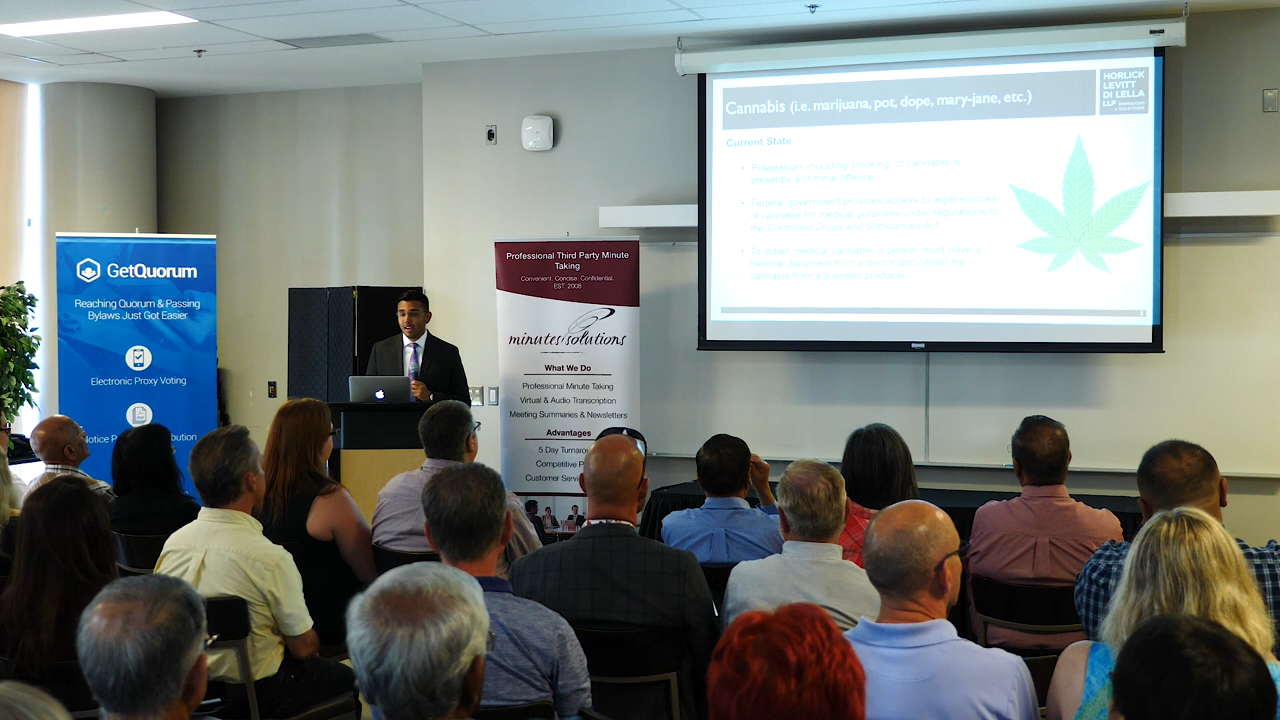 GetQuorum
Reaching Quorum & Passing
Bylaws Just Got Easier
Electronic Proxy Voting
Notice
Professional Third Party Minute
Taking
Convenient. Concise. Confidential.
EST. 2008
minutes solutions
What We Do
Professional Minute Taking
Virtual & Audio Transcription
Meeting Summaries & Newsletters
Advantages
5 Day
Competitive
Customer
Cannabis (i.e. marijuana, pot, dope, mary-jane, etc.)
HORLICK
LEVITT
DI LELLA
LLP BARRISTERS
& SOLICITORS
Current State
• Possession, including smoking, of cannabis is
presently a criminal offence
• Federal government provides access to legal sources
of cannabis for medical purposes under regulations to
the Controlled Drugs and Substances Act
• To obtain medical cannabis, a person must have a
medical document from a doctor and obtain the
cannabis from a licensed producer